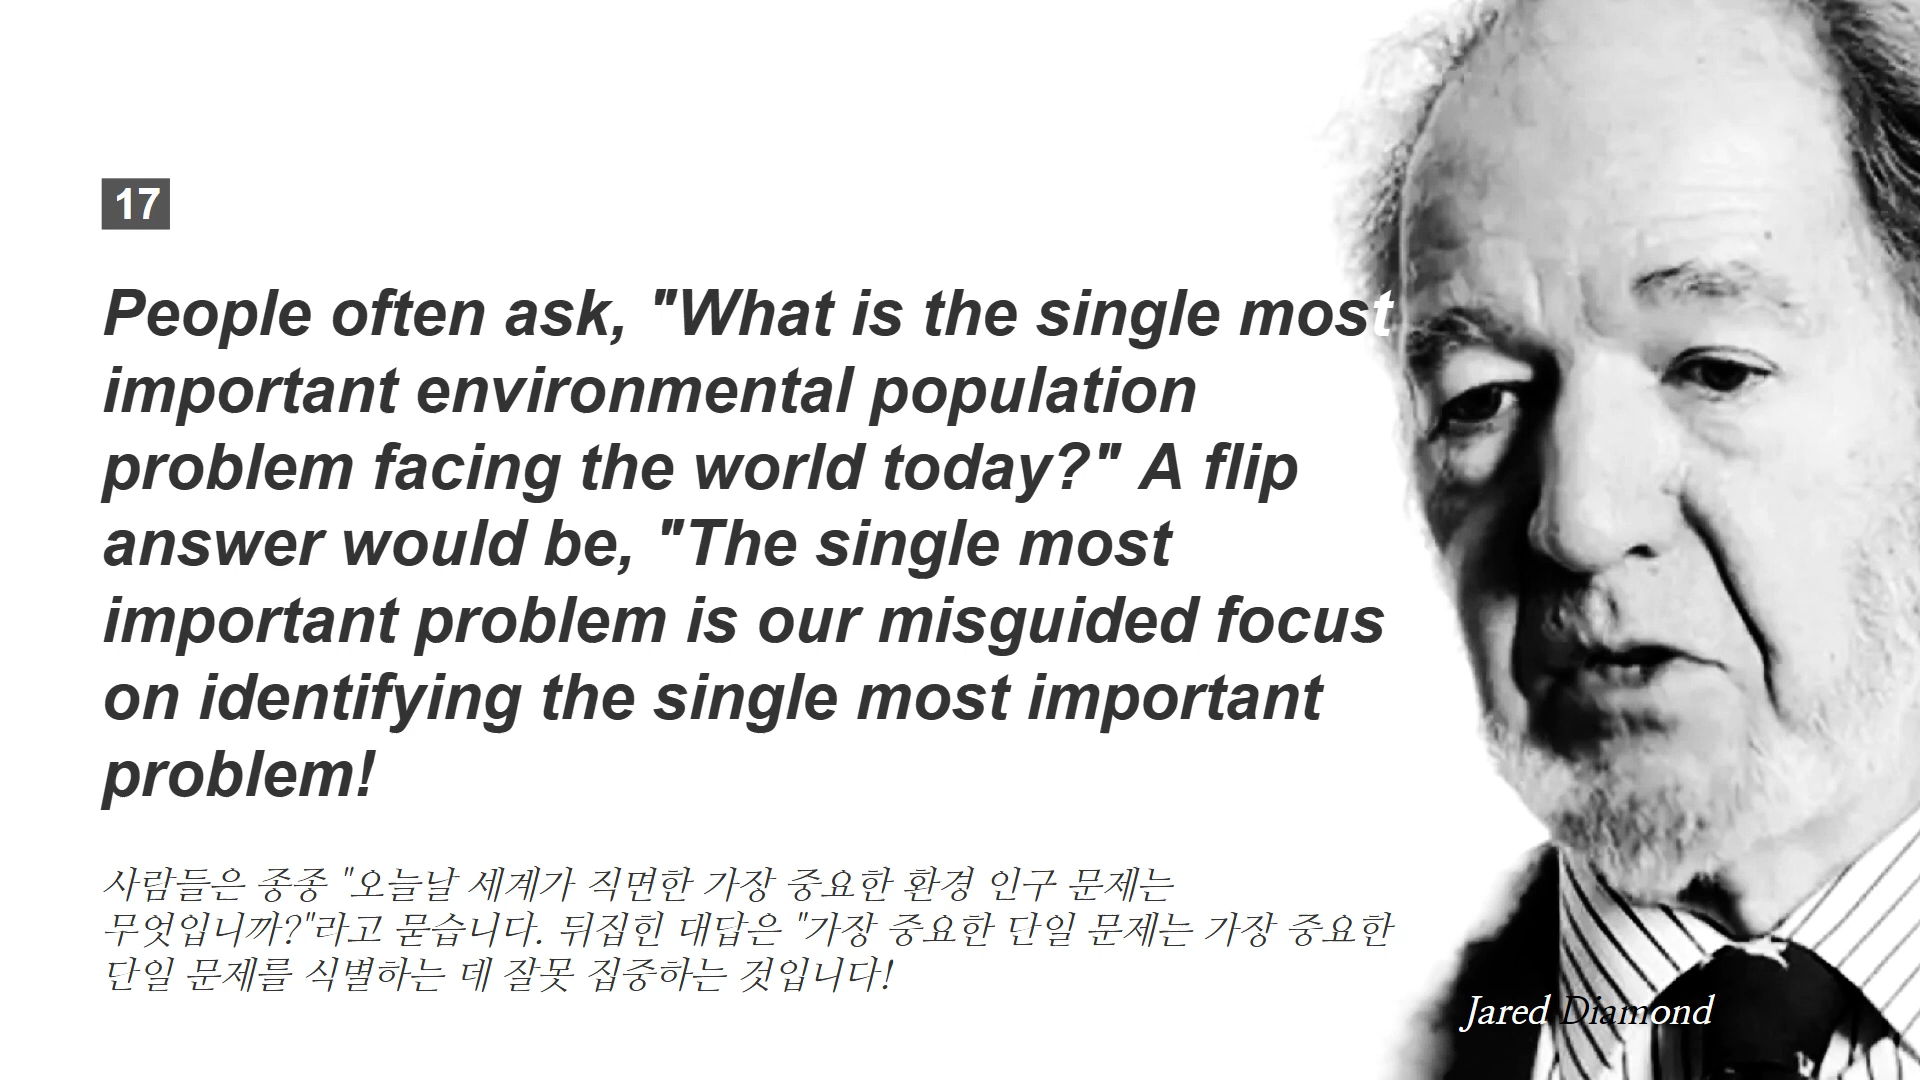 17
People often ask, "What is the single most
important environmental population
problem facing the world today?" A flip
answer would be, "The single most
important problem is our misguided focus
on identifying the single most important
problem!
사람들은 종종 "오늘날 세계가 직면한 가장 중요한 환경 인구 문제는
무엇입니까?"라고 묻습니다. 뒤집힌 대답은 "가장 중요한 단일 문제는 가장 중요한
단일 문제를 식별하는 데 잘못 집중하는 것입니다!
Jared Diamond